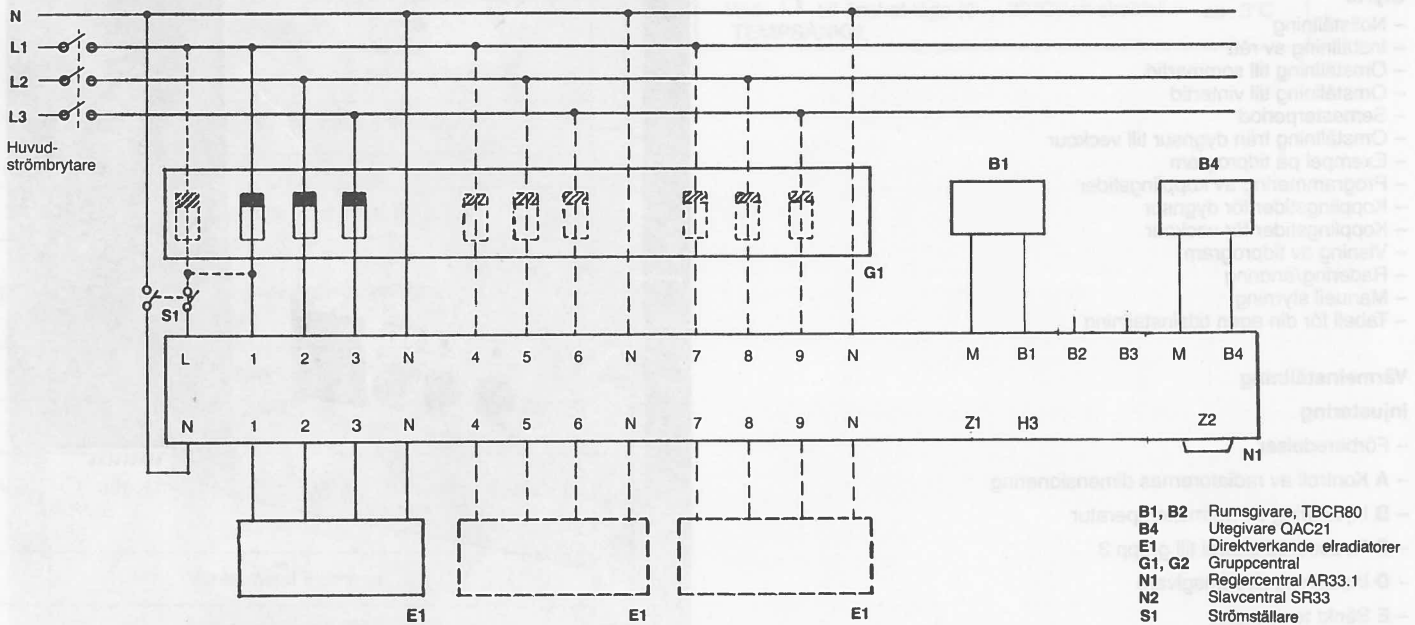 N
L1
L2
L3
Huvud-
strömbrytare
B1
B4
G1
S1
L 1 2 3 N 4 5 6 N 7 8 9 N M B1 B2 B3 M B4
N 1 2 3 N 4 5 6 N 7 8 9 N Z1 H3 Z2
N1
E1
E1
E1
B1, B2 Rumsgivare, TBCR80
B4 Utegivare QAC21
E1 Direktverkande elradiatorer
G1, G2 Gruppcentral
N1 Reglercentral AR33.1
N2 Slavcentral SR33
S1 Strömställare